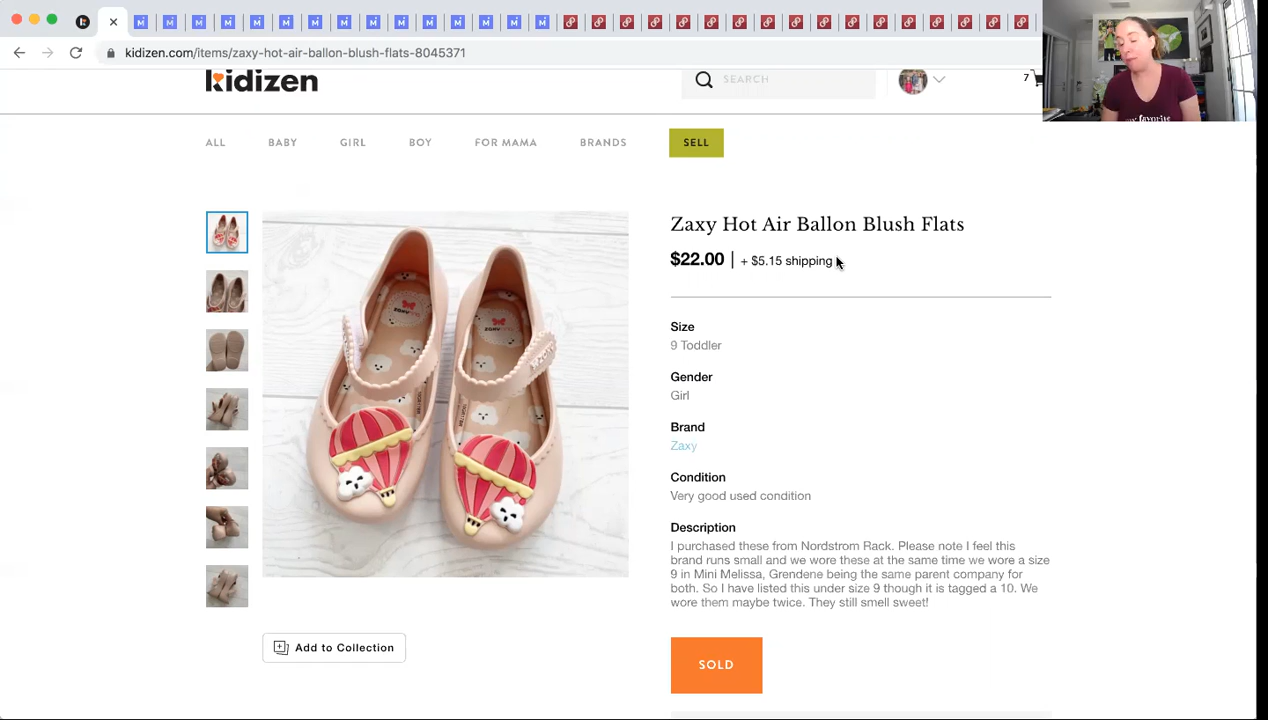 kidizen.com/items/zaxy-hot-air-ballon-blush-flats-8045371
kidizen
SEARCH
7
my favorite
ALL
BABY
GIRL
BOY
FOR MAMA
BRANDS
SELL
Zaxy Hot Air Ballon Blush Flats
$22.00 | + $5.15 shipping
Size
9 Toddler
Gender
Girl
Brand
Zaxy
Condition
Very good used condition
Description
I purchased these from Nordstrom Rack. Please note I feel this
brand runs small and we wore these at the same time we wore a size
9 in Mini Melissa, Grendene being the same parent company for
both. So I have listed this under size 9 though it is tagged a 10. We
wore them maybe twice. They still smell sweet!
Add to Collection
SOLD